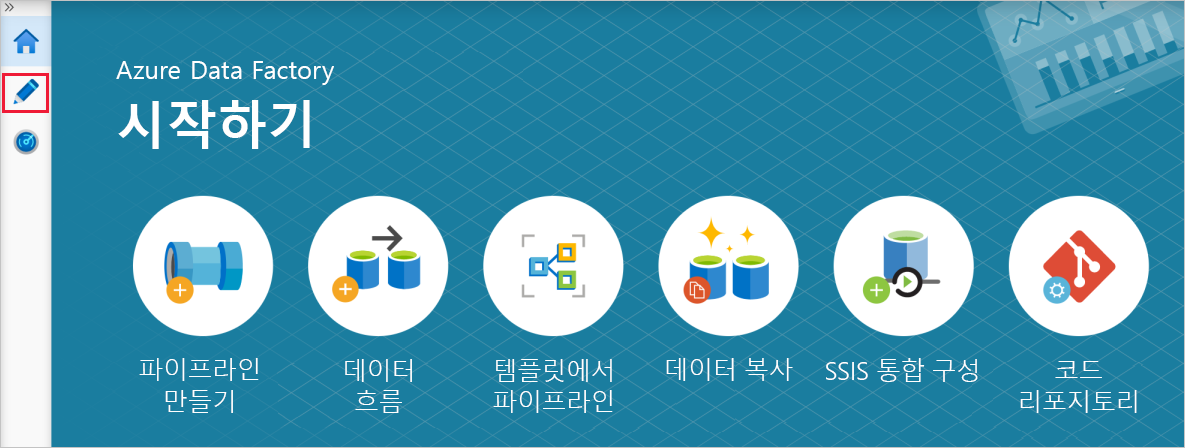 Azure Data Factory
시작하기
파이프라인
만들기
데이터
흐름
템플릿에서
파이프라인
데이터 복사
SSIS 통합 구성
코드
리포지토리